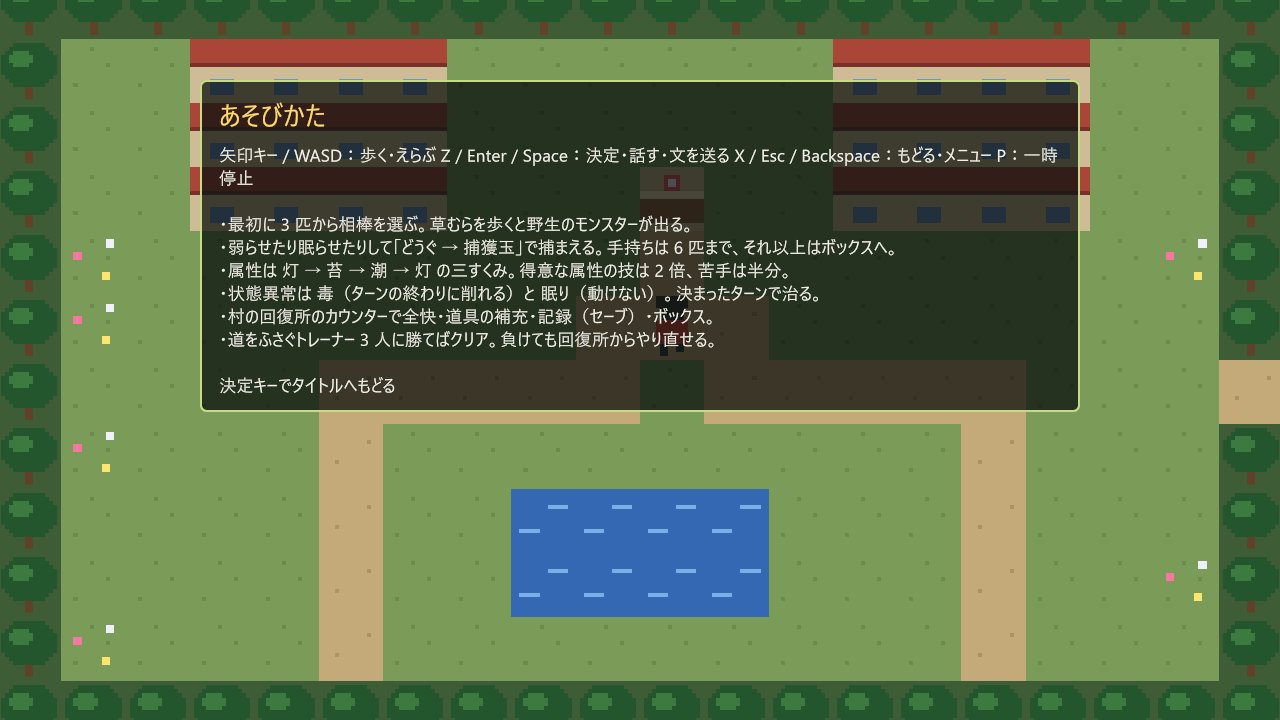 あそびかた
矢印キー / WASD：歩く・えらぶ Z / Enter / Space：決定・話す・文を送る X / Esc / Backspace：もどる・メニュー P：一時
停止
・最初に 3 匹から相棒を選ぶ。草むらを歩くと野生のモンスターが出る。
・弱らせたり眠らせたりして「どうぐ → 捕獲玉」で捕まえる。手持ちは 6 匹まで、それ以上はボックスへ。
・属性は 灯 → 苔 → 潮 → 灯 の三すくみ。得意な属性の技は 2 倍、苦手は半分。
・状態異常は 毒（ターンの終わりに削れる）と 眠り（動けない）。決まったターンで治る。
・村の回復所のカウンターで全快・道具の補充・記録（セーブ）・ボックス。
・道をふさぐトレーナー 3 人に勝てばクリア。負けても回復所からやり直せる。
決定キーでタイトルへもどる